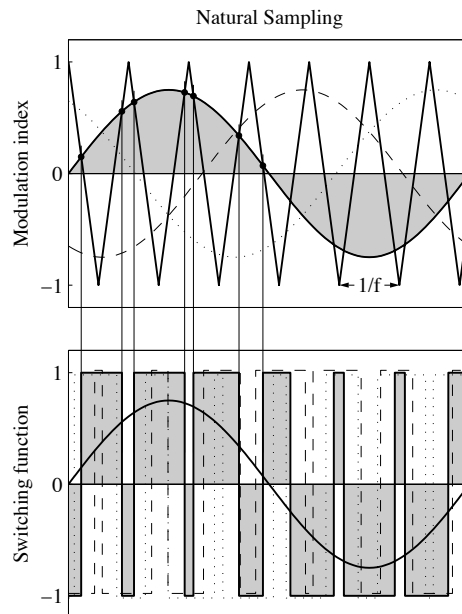 Natural Sampling
Modulation index
1
0
−1
1/f
Switching function
1
0
−1